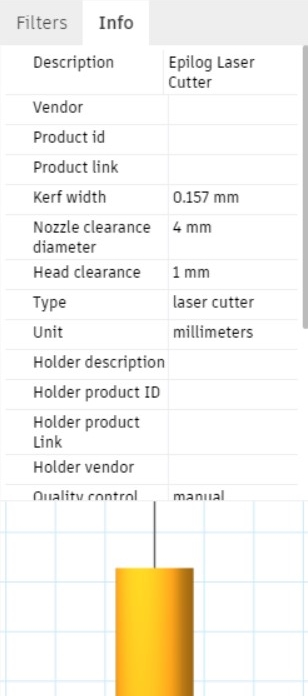 Filters Info
Description Epilog Laser
Cutter
Vendor
Product id
Product link
Kerf width 0.157 mm
Nozzle clearance 4 mm
diameter
Head clearance 1 mm
Type laser cutter
Unit millimeters
Holder description
Holder product ID
Holder product
Link
Holder vendor
Quality control manual